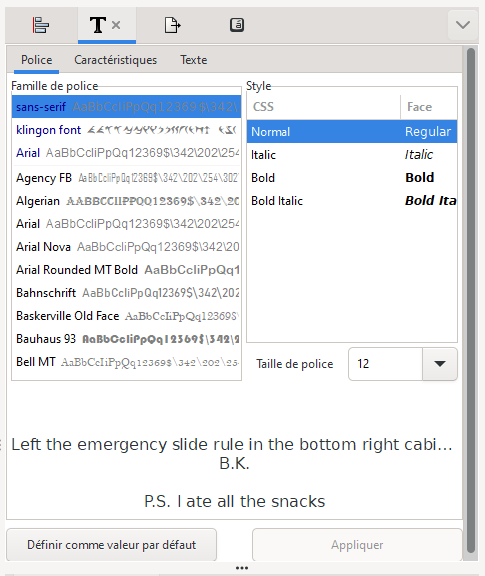 T
a
Police Caractéristiques Texte
Famille de police
Style
sans-serif AaBbCcIiPpQq12369$\342\
klingon font
Arial AaBbCcIiPpQq12369$\342\202\254
Agency FB AaBbCcIiPpQq12369$\342\202\254\302
Algerian AABBCCIIPPQQ12369$\342\20
Arial AaBbCcIiPpQq12369$\342\202\254
Arial Nova AaBbCcIiPpQq12369$\342\20
Arial Rounded MT Bold AaBbCcIiPpQq1
Bahnschrift AaBbCcIiPpQq12369$\342\202
Baskerville Old Face AaBbCcIiPpQq12369$\
Bauhaus 93 AaBbCcIiPpQq12369$\342\20
Bell MT AaBbCcIiPpQq12369$\342\202\25
CSS Face
Normal Regular
Italic Italic
Bold Bold
Bold Italic Bold Ita
Taille de police 12
Left the emergency slide rule in the bottom right cabi...
B.K.
P.S. I ate all the snacks
Définir comme valeur par défaut Appliquer